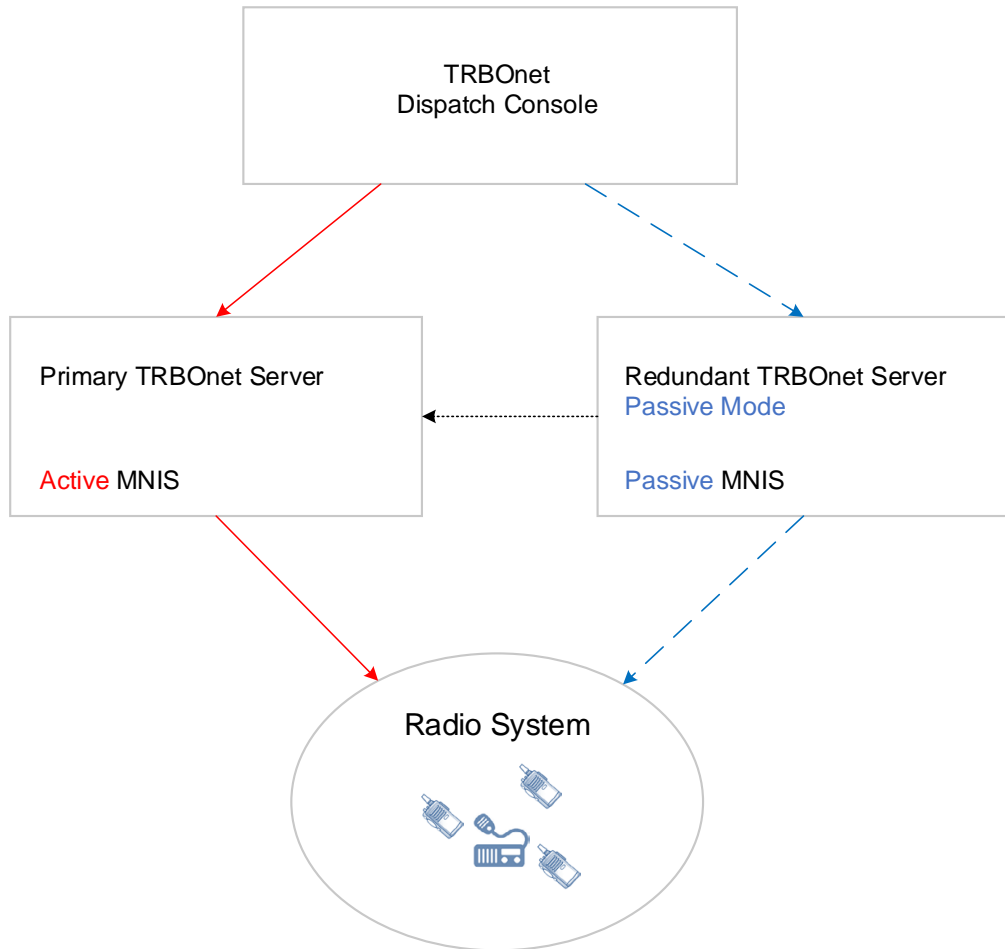 TRBOnet
Dispatch Console
Primary TRBOnet Server
Active MNIS
Redundant TRBOnet Server
Passive Mode
Passive MNIS
Radio System